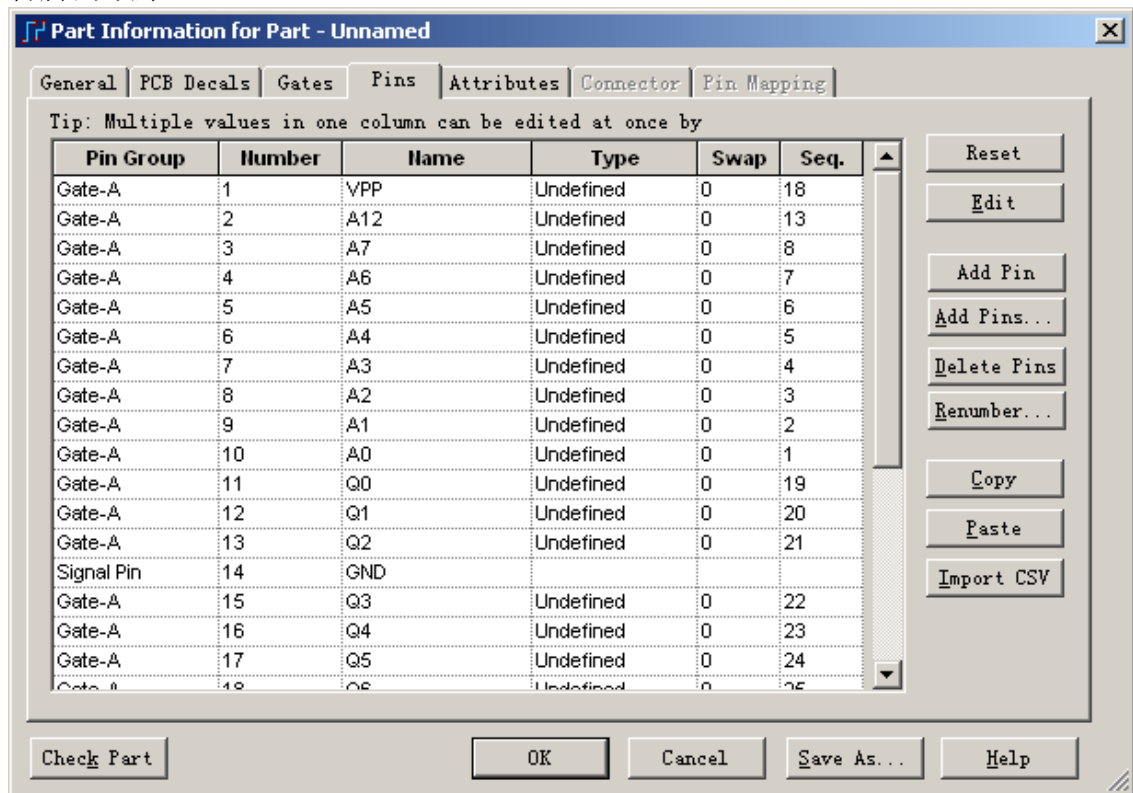 Part Information for Part - Unnamed
General PCB Decals Gates Pins Attributes Connector Pin Mapping
Tip: Multiple values in one column can be edited at once by
Pin Group Number Name Type Swap Seq.
Gate-A 1 VPP Undefined 0 18
Gate-A 2 A12 Undefined 0 13
Gate-A 3 A7 Undefined 0 8
Gate-A 4 A6 Undefined 0 7
Gate-A 5 A5 Undefined 0 6
Gate-A 6 A4 Undefined 0 5
Gate-A 7 A3 Undefined 0 4
Gate-A 8 A2 Undefined 0 3
Gate-A 9 A1 Undefined 0 2
Gate-A 10 A0 Undefined 0 1
Gate-A 11 Q0 Undefined 0 19
Gate-A 12 Q1 Undefined 0 20
Gate-A 13 Q2 Undefined 0 21
Signal Pin 14 GND
Gate-A 15 Q3 Undefined 0 22
Gate-A 16 Q4 Undefined 0 23
Gate-A 17 Q5 Undefined 0 24
Gate-A 18 Q6 Undefined 0 25
Reset
Edit
Add Pin
Add Pins...
Delete Pins
Renumber...
Copy
Paste
Import CSV
Check Part OK Cancel Save As... Help